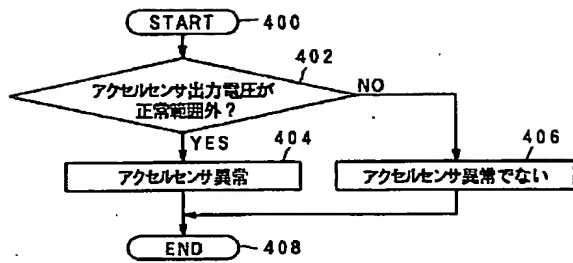 START
400
402
アクセルセンサ出力電圧が
正常範囲外？
NO
YES
404
406
アクセルセンサ異常
アクセルセンサ異常でない
END
408